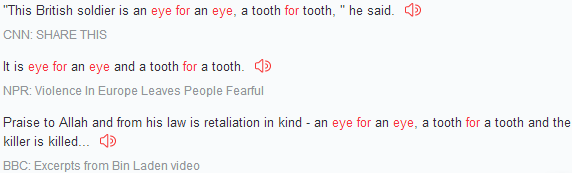 "This British soldier is an eye for an eye, a tooth for tooth, " he said.
CNN: SHARE THIS
It is eye for an eye and a tooth for a tooth.
NPR: Violence In Europe Leaves People Fearful
Praise to Allah and from his law is retaliation in kind - an eye for an eye, a tooth for a tooth and the
killer is killed...
BBC: Excerpts from Bin Laden video